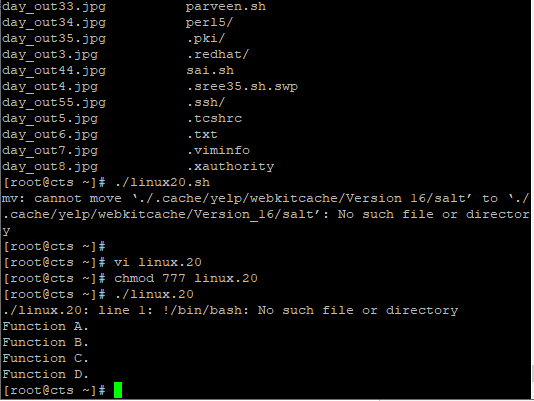 day_out33.jpg parveen.sh
day_out34.jpg perl5/
day_out35.jpg .pki/
day_out3.jpg .redhat/
day_out44.jpg sai.sh
day_out4.jpg .sree35.sh.swp
day_out55.jpg .ssh/
day_out5.jpg .tcshrc
day_out6.jpg .txt
day_out7.jpg .viminfo
day_out8.jpg .xauthority
[root@cts ~]# ./linux20.sh
mv: cannot move ‘./.cache/yelp/webkitcache/Version 16/salt’ to ‘./
.cache/yelp/webkitcache/Version_16/salt’: No such file or director
y
[root@cts ~]#
[root@cts ~]# vi linux.20
[root@cts ~]# chmod 777 linux.20
[root@cts ~]# ./linux.20
./linux.20: line 1: !/bin/bash: No such file or directory
Function A.
Function B.
Function C.
Function D.
[root@cts ~]#